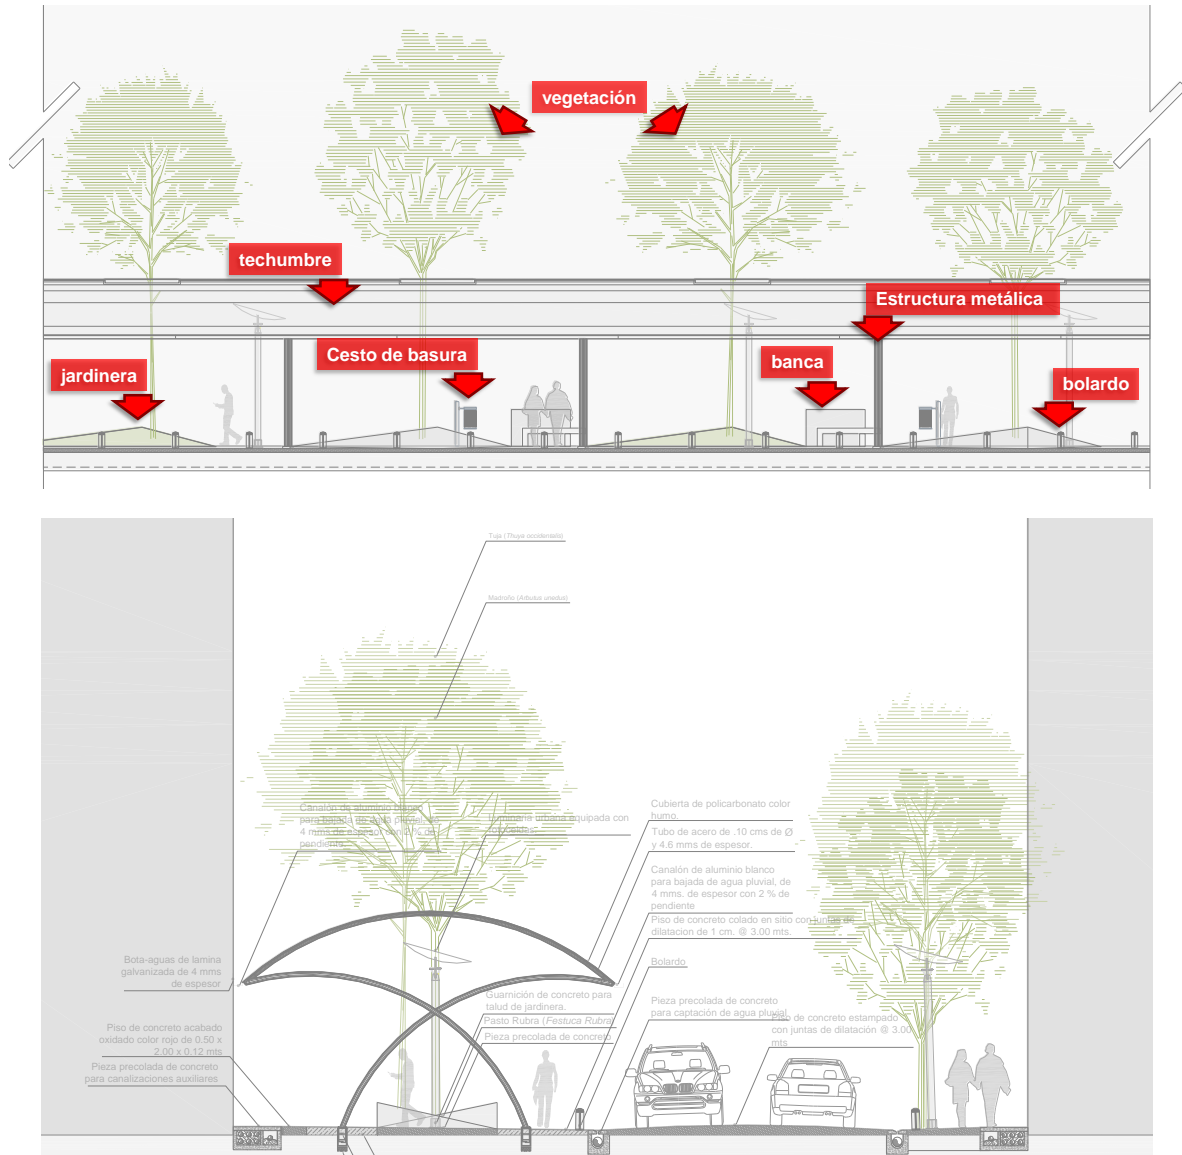 vegetación
techumbre
Estructura metálica
Cesto de basura
banca
jardinera
bolardo
Tuja (Thuya occidentalis)
Madroño (Arbutus unedus)
Canalón de aluminio blanco
para bajada de agua pluvial, de
4 mms de espesor con 2 % de
pendiente
luminaria urbana equipada con
fotoceldas.
Cubierta de policarbonato color
humo.
Tubo de acero de .10 cms de Ø
y 4.6 mms de espesor.
Canalón de aluminio blanco
para bajada de agua pluvial, de
4 mms. de espesor con 2 % de
pendiente
Piso de concreto colado en sitio con juntas de
dilatacion de 1 cm. @ 3.00 mts.
Bolardo
Bota-aguas de lamina
galvanizada de 4 mms
de espesor
Guarnición de concreto para
talud de jardinera.
Pasto Rubra (Festuca Rubra)
Pieza precolada de concreto
Pieza precolada de concreto
para captación de agua pluvial
Piso de concreto estampado
con juntas de dilatación @ 3.00
mts
Piso de concreto acabado
oxidado color rojo de 0.50 x
2.00 x 0.12 mts
Pieza precolada de concreto
para canalizaciones auxiliares